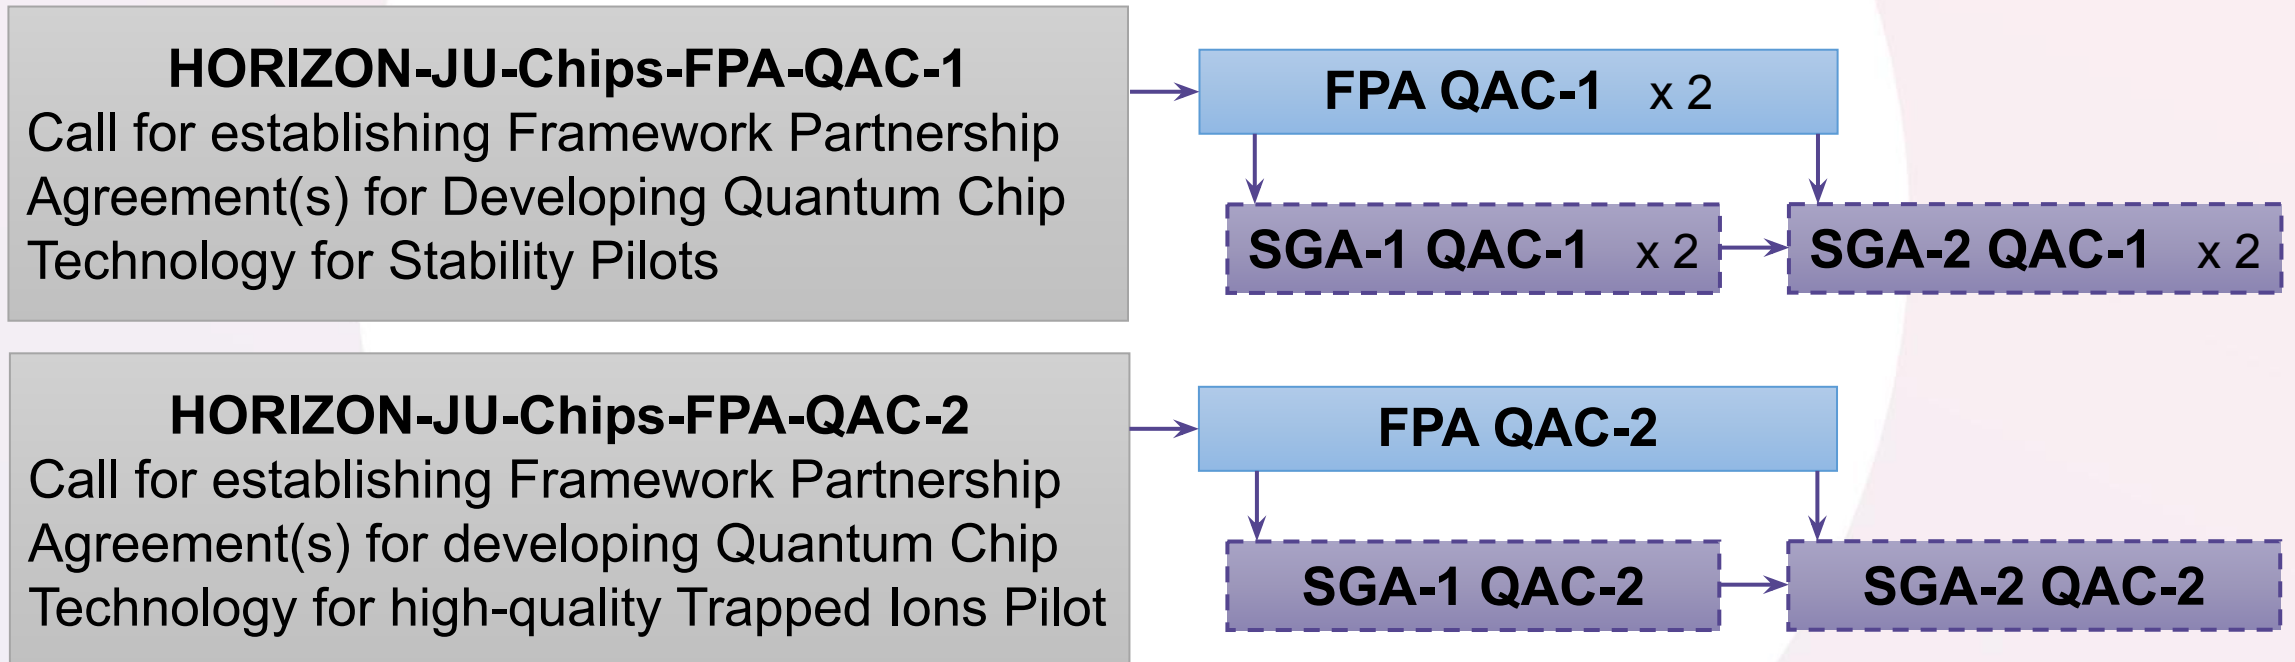 HORIZON-JU-Chips-FPA-QAC-1
Call for establishing Framework Partnership
Agreement(s) for Developing Quantum Chip
Technology for Stability Pilots
FPA QAC-1 x 2
SGA-1 QAC-1 x 2
SGA-2 QAC-1 x 2
HORIZON-JU-Chips-FPA-QAC-2
Call for establishing Framework Partnership
Agreement(s) for developing Quantum Chip
Technology for high-quality Trapped Ions Pilot
FPA QAC-2
SGA-1 QAC-2
SGA-2 QAC-2